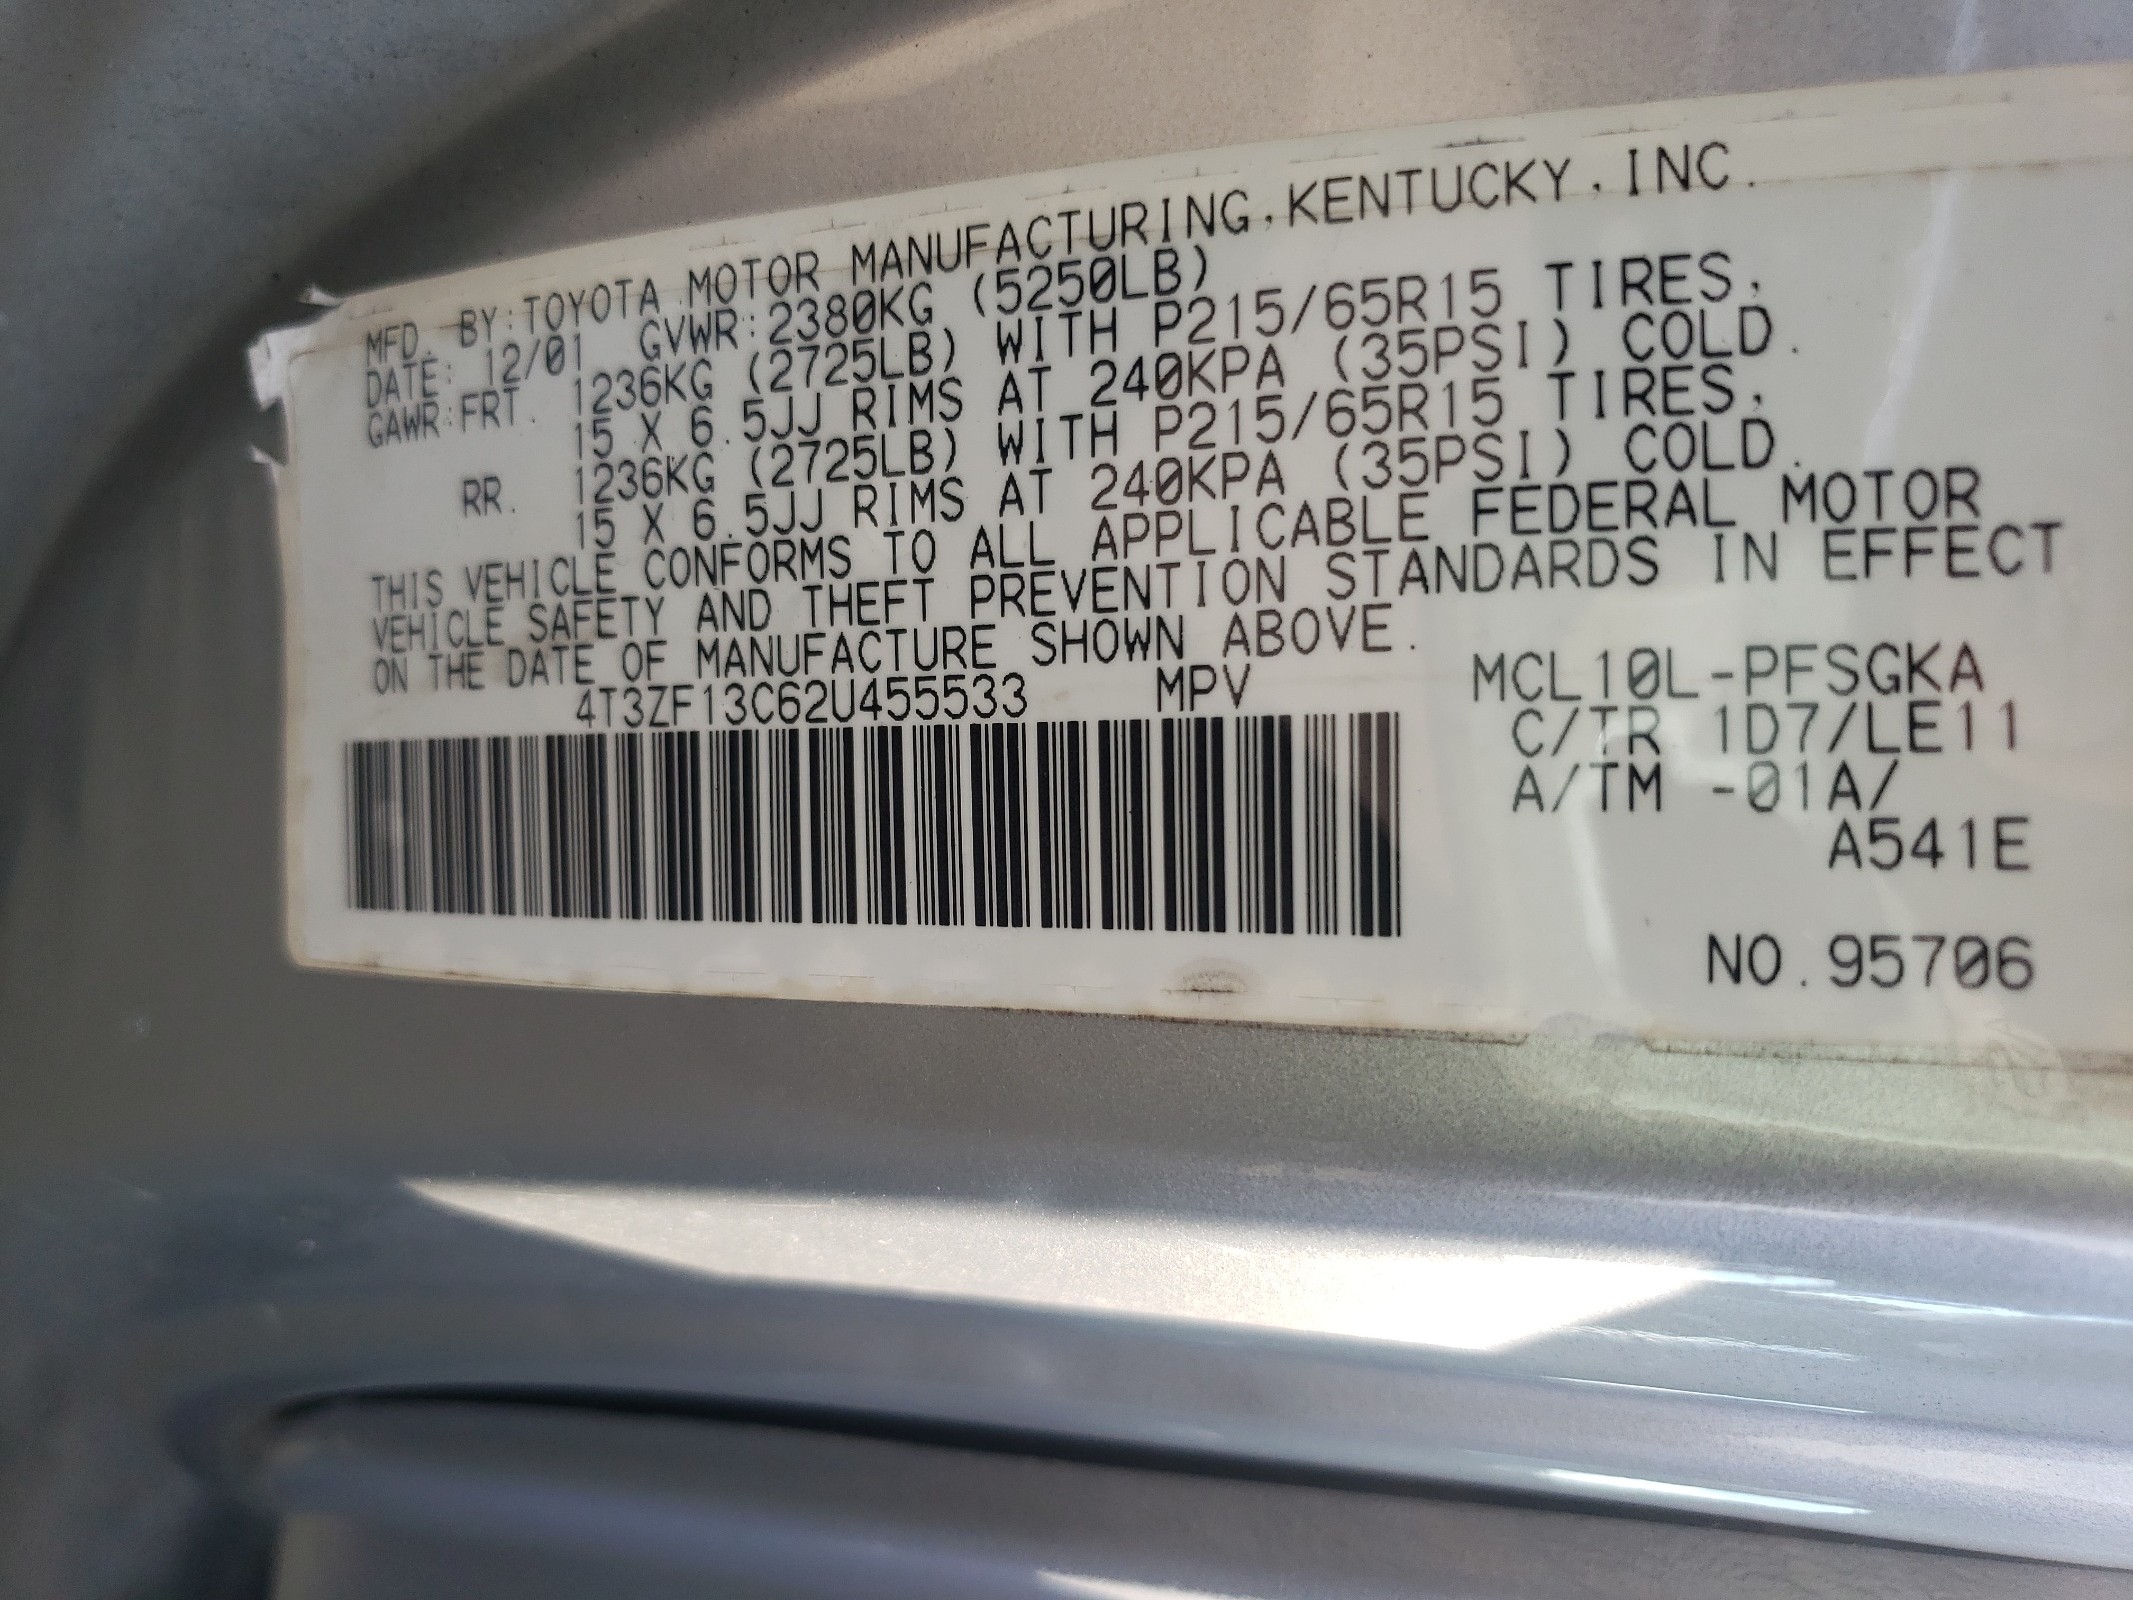 MFD. BY:TOYOTA MOTOR MANUFACTURING,KENTUCKY,INC.
DATE: 12/01 GVWR:2380KG (5250LB)
GAWR:FRT. 1236KG (2725LB) WITH P215/65R15 TIRES,
15 X 6.5JJ RIMS AT 240KPA (35PSI) COLD.
RR. 1236KG (2725LB) WITH P215/65R15 TIRES,
15 X 6.5JJ RIMS AT 240KPA (35PSI) COLD.
THIS VEHICLE CONFORMS TO ALL APPLICABLE FEDERAL MOTOR
VEHICLE SAFETY AND THEFT PREVENTION STANDARDS IN EFFECT
ON THE DATE OF MANUFACTURE SHOWN ABOVE.
4T3ZF13C62U455533 MPV
MCL10L-PFSGKA
C/TR 1D7/LE11
A/TM -01A/
A541E
NO.95706